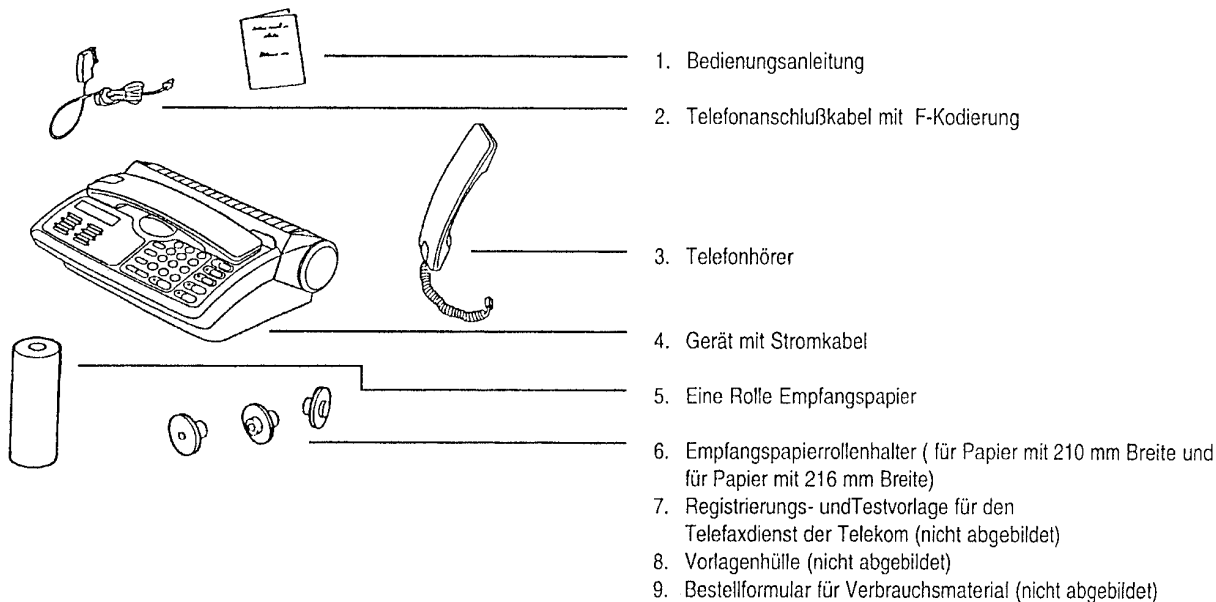 1. Bedienungsanleitung
2. Telefonanschlußkabel mit F-Kodierung
3. Telefonhörer
4. Gerät mit Stromkabel
5. Eine Rolle Empfangspapier
6. Empfangspapierrollenhalter ( für Papier mit 210 mm Breite und
für Papier mit 216 mm Breite)
7. Registrierungs- undTestvorlage für den
Telefaxdienst der Telekom (nicht abgebildet)
8. Vorlagenhülle (nicht abgebildet)
9. Bestellformular für Verbrauchsmaterial (nicht abgebildet)